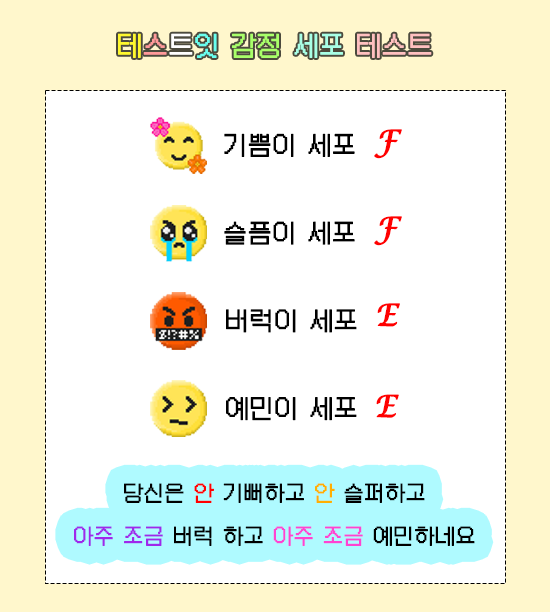 테스트잇 감정 세포 테스트
기쁨이 세포 F
슬픔이 세포 F
버럭이 세포 E
&!?#%
예민이 세포 E
당신은 안 기뻐하고 안 슬퍼하고
아주 조금 버럭 하고 아주 조금 예민하네요